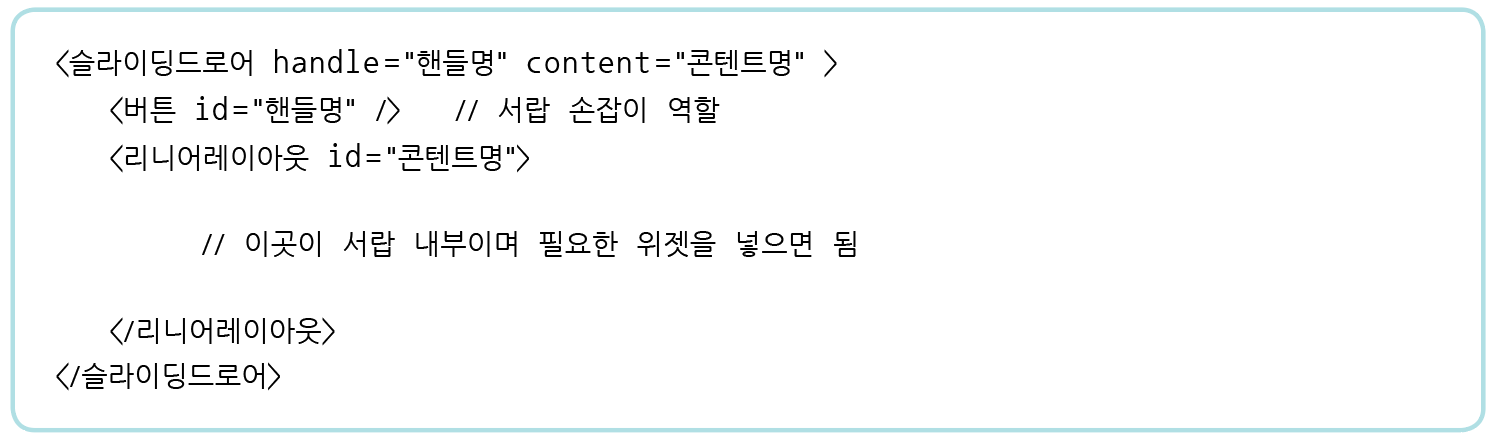 <슬라이딩드로어 handle="핸들명" content="콘텐트명" >
<버튼 id="핸들명" /> // 서랍 손잡이 역할
<리니어레이아웃 id="콘텐트명">
// 이곳이 서랍 내부이며 필요한 위젯을 넣으면 됨
</리니어레이아웃>
</슬라이딩드로어>